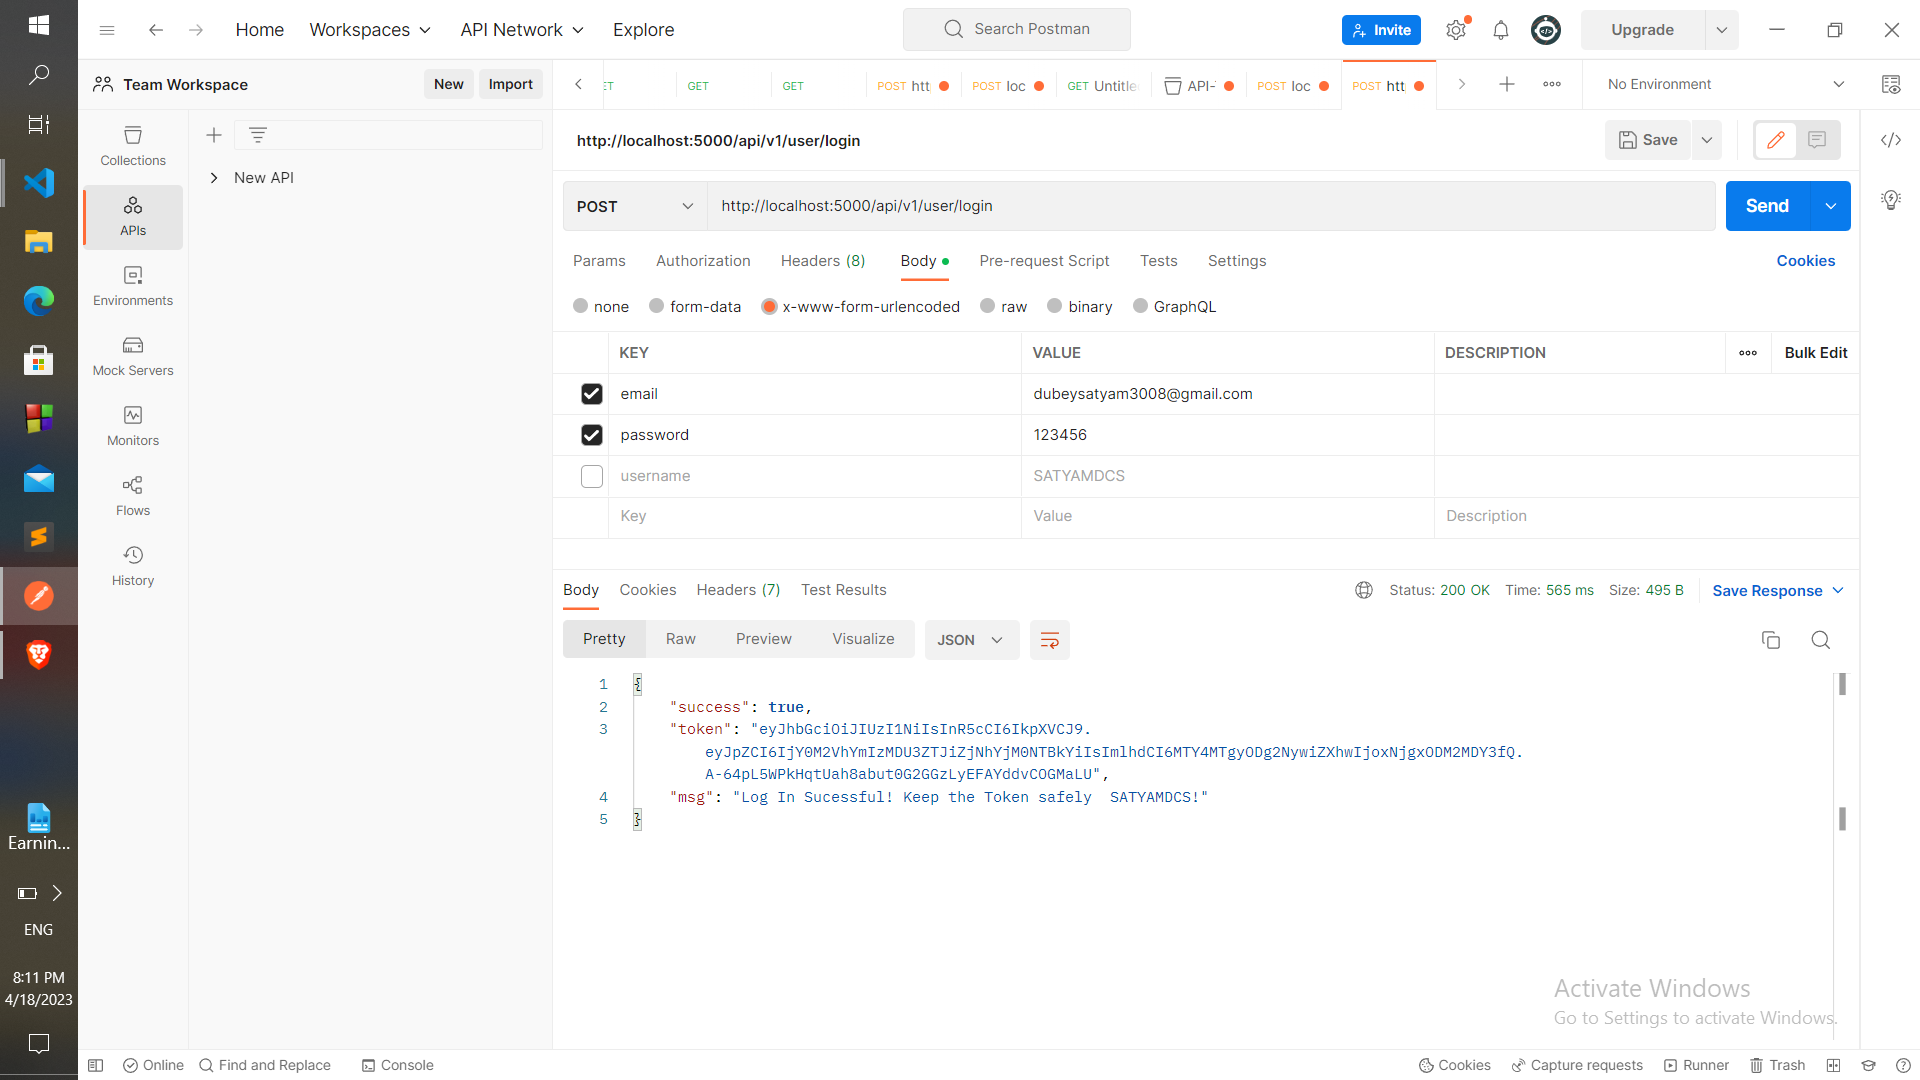 Home
Workspaces
API Network
Explore
Search Postman
Invite
Upgrade
Team Workspace
New
Import
ET
GET
GET
POST htt
POST loc
GET Untitle
API-
POST loc
POST htt
No Environment
Collections
APIs
Environments
Mock Servers
Monitors
Flows
History
New API
http://localhost:5000/api/v1/user/login
Save
POST
http://localhost:5000/api/v1/user/login
Send
Params
Authorization
Headers (8)
Body
Pre-request Script
Tests
Settings
Cookies
none
form-data
x-www-form-urlencoded
raw
binary
GraphQL
KEY
VALUE
DESCRIPTION
Bulk Edit
email
dubeysatyam3008@gmail.com
password
123456
username
SATYAMDCS
Key
Value
Description
Body
Cookies
Headers (7)
Test Results
Status: 200 OK
Time: 565 ms
Size: 495 B
Save Response
Pretty
Raw
Preview
Visualize
JSON
1 {
2 "success": true,
3 "token": "eyJhbGciOiJIUzI1NiIsInR5cCI6IkpXVCJ9.
eyJpZCI6IjY0M2VhYmIzMDU3ZTJiZjNhYjM0NTBkYiIsImlhdCI6MTY4MTgyODg2NywiZXhwIjoxNjgxODM2MDY3fQ.
A-64pL5WPkHqtUah8abut0G2GGzLyEFAYddvCOGMaLU",
4 "msg": "Log In Sucessful! Keep the Token safely  SATYAMDCS!"
5 }
Activate Windows
Go to Settings to activate Windows.
Earnin...
ENG
8:11 PM
4/18/2023
Online
Find and Replace
Console
Cookies
Capture requests
Runner
Trash